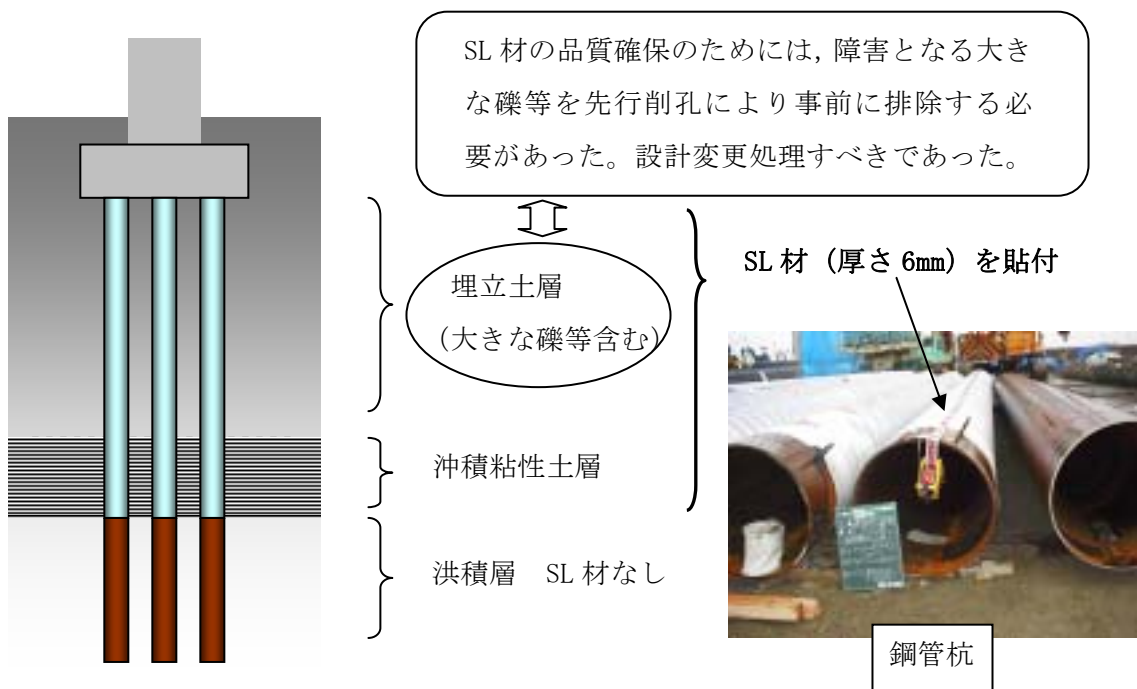 SL 材の品質確保のためには, 障害となる大き
な礫等を先行削孔により事前に排除する必
要があった。設計変更処理すべきであった。
埋立土層
(大きな礫等含む)
SL 材（厚さ 6mm）を貼付
沖積粘性土層
洪積層　SL 材なし
鋼管杭